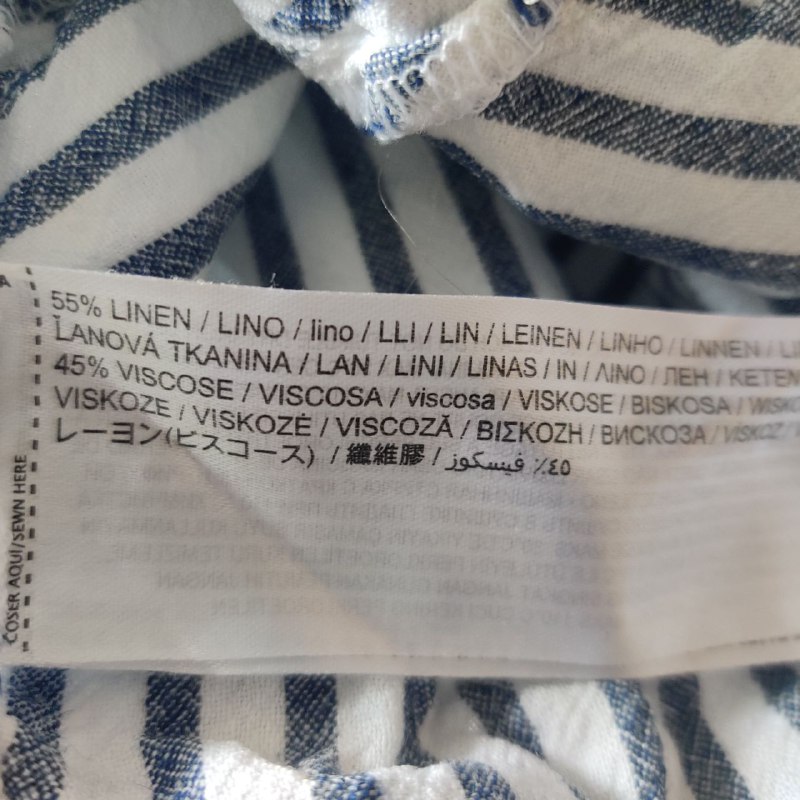 55% LINEN / LINO / lino / LLI / LIN / LEINEN / LINHO / LINNEN /
ĽANOVÁ TKANINA / LAN / LiNI / LINAS / IN / ΛΙΝΟ / ЛЕН / KETEN
45% VISCOSE / VISCOSA / viscosa / VISKOSE / BISKOSA /
VISKOZE / VISKOZĖ / VISCOZĂ / ΒΙΣΚΟΖΗ / ВИСКОЗА / VISKOZ /
レーヨン(ビスコース) / 纖維膠 / ٤٥٪ فيسكوز
COSER AQUI/SEWN HERE